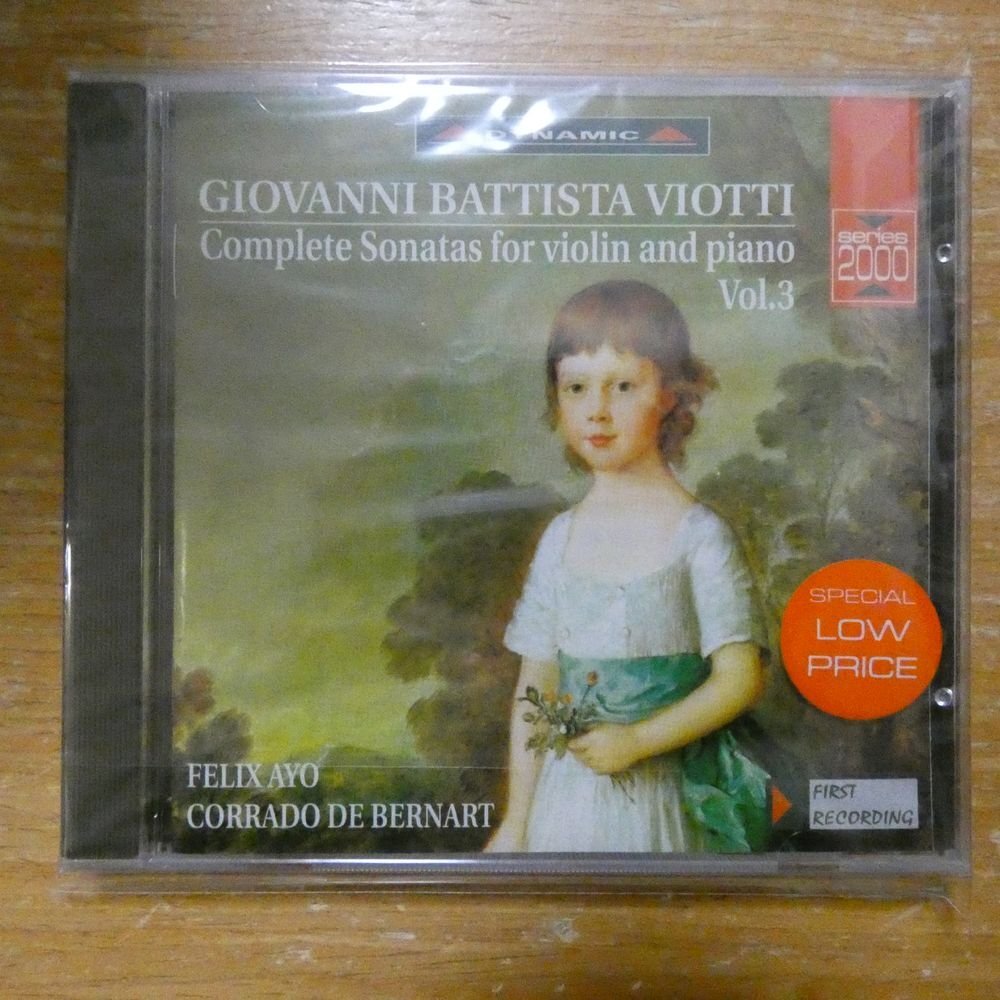 DYNAMIC
GIOVANNI BATTISTA VIOTTI
Complete Sonatas for violin and piano
Vol.3
series
2000
SPECIAL
LOW
PRICE
FELIX AYO
CORRADO DE BERNART
FIRST
RECORDING